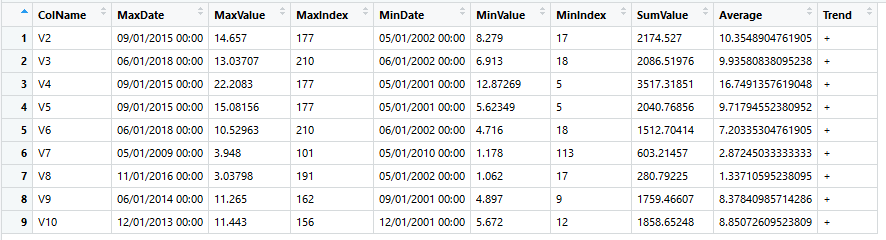 ColName MaxDate MaxValue MaxIndex MinDate MinValue MinIndex SumValue Average Trend
1 V2 09/01/2015 00:00 14.657 177 05/01/2002 00:00 8.279 17 2174.527 10.3548904761905 +
2 V3 06/01/2018 00:00 13.03707 210 06/01/2002 00:00 6.913 18 2086.51976 9.93580838095238 +
3 V4 09/01/2015 00:00 22.2083 177 05/01/2001 00:00 12.87269 5 3517.31851 16.7491357619048 +
4 V5 09/01/2015 00:00 15.08156 177 05/01/2001 00:00 5.62349 5 2040.76856 9.71794552380952 +
5 V6 06/01/2018 00:00 10.52963 210 06/01/2002 00:00 4.716 18 1512.70414 7.20335304761905 +
6 V7 05/01/2009 00:00 3.948 101 05/01/2010 00:00 1.178 113 603.21457 2.87245033333333 +
7 V8 11/01/2016 00:00 3.03798 191 05/01/2002 00:00 1.062 17 280.79225 1.33710595238095 +
8 V9 06/01/2014 00:00 11.265 162 09/01/2001 00:00 4.897 9 1759.46607 8.37840985714286 +
9 V10 12/01/2013 00:00 11.443 156 12/01/2001 00:00 5.672 12 1858.65248 8.85072609523809 +